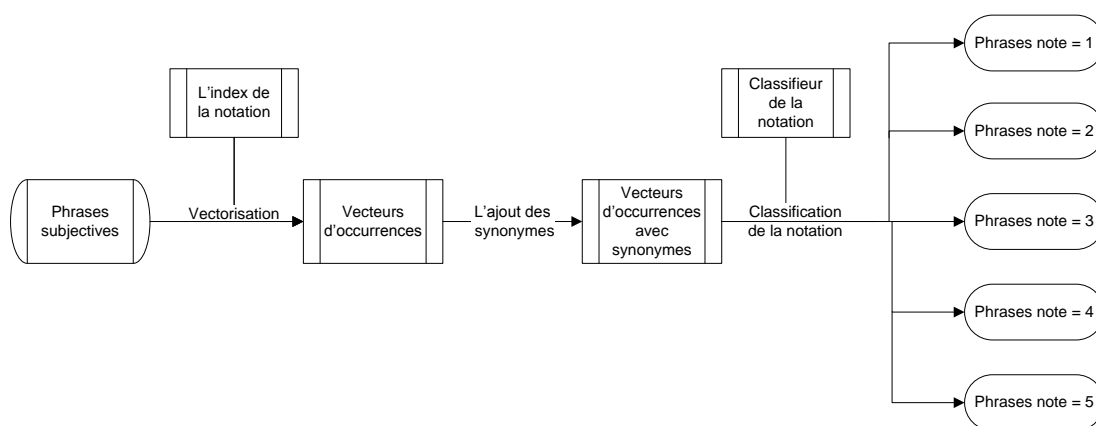 Phrases
subjectives
L'index de
la notation
Vectorisation
Vecteurs
d'occurrences
L'ajout des
synonymes
Vecteurs
d'occurrences
avec
synonymes
Classifieur
de la
notation
Classification
de la notation
Phrases note = 1
Phrases note = 2
Phrases note = 3
Phrases note = 4
Phrases note = 5